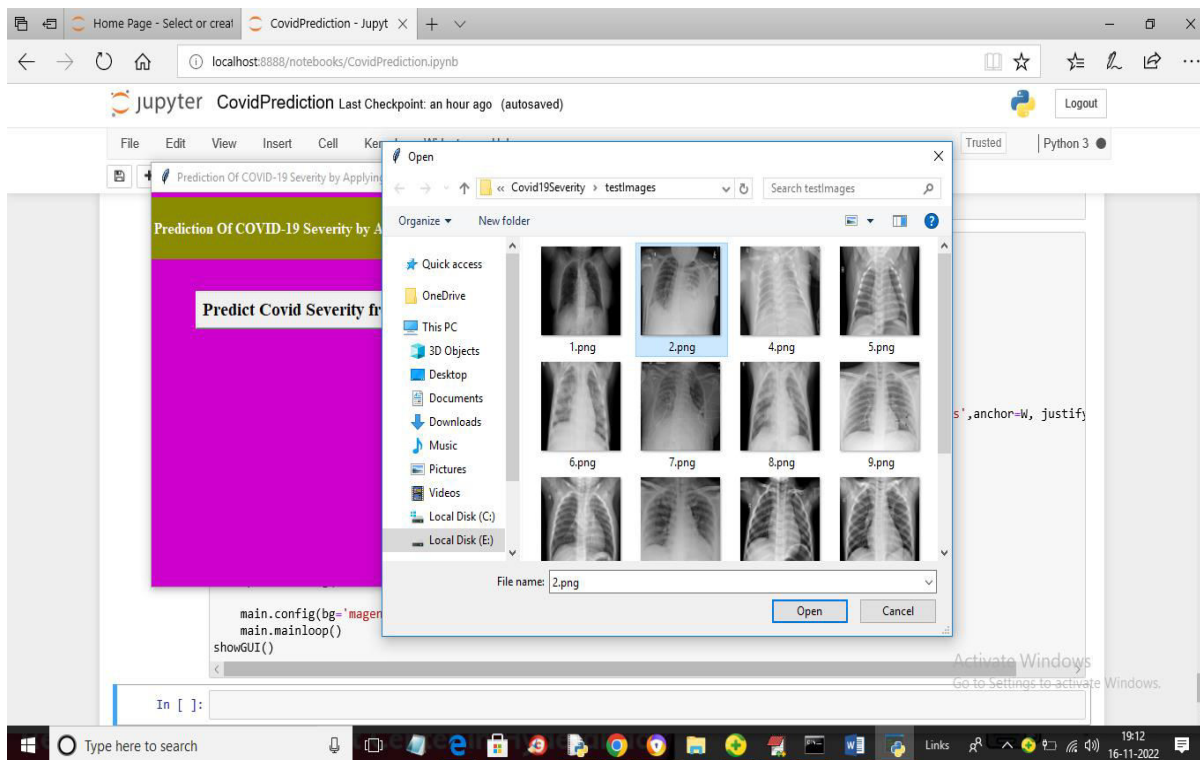 Home Page - Select or creat
CovidPrediction - Jupyt
localhost:8888/notebooks/CovidPrediction.ipynb
jupyter CovidPrediction Last Checkpoint: an hour ago (autosaved)
Logout
File Edit View Insert Cell
Trusted
Python 3
Prediction Of COVID-19 Severity by Applying
Prediction Of COVID-19 Severity by A
Predict Covid Severity fr
Open
« Covid19Severity › testImages
Search testImages
Organize
New folder
Quick access
OneDrive
This PC
3D Objects
Desktop
Documents
Downloads
Music
Pictures
Videos
Local Disk (C:)
Local Disk (E:)
1.png 2.png 4.png 5.png
6.png 7.png 8.png 9.png
File name: 2.png
Open Cancel
s',anchor=W, justify
main.config(bg='magen
main.mainloop()
showGUI()
In [ ]:
Activate Windows
Go to Settings to activate Windows.
Type here to search
Links
19:12
16-11-2022